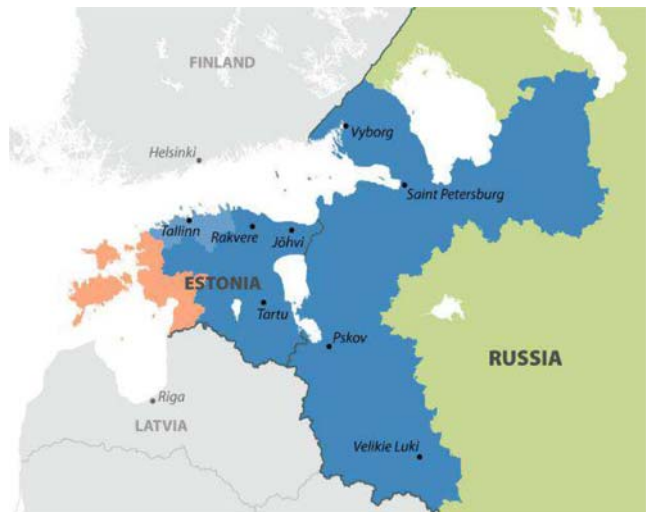 FINLAND
Vyborg
Helsinki
Saint Petersburg
Tallinn
Rakvere
Jõhvi
ESTONIA
Tartu
Pskov
RUSSIA
Riga
LATVIA
Velikie Luki